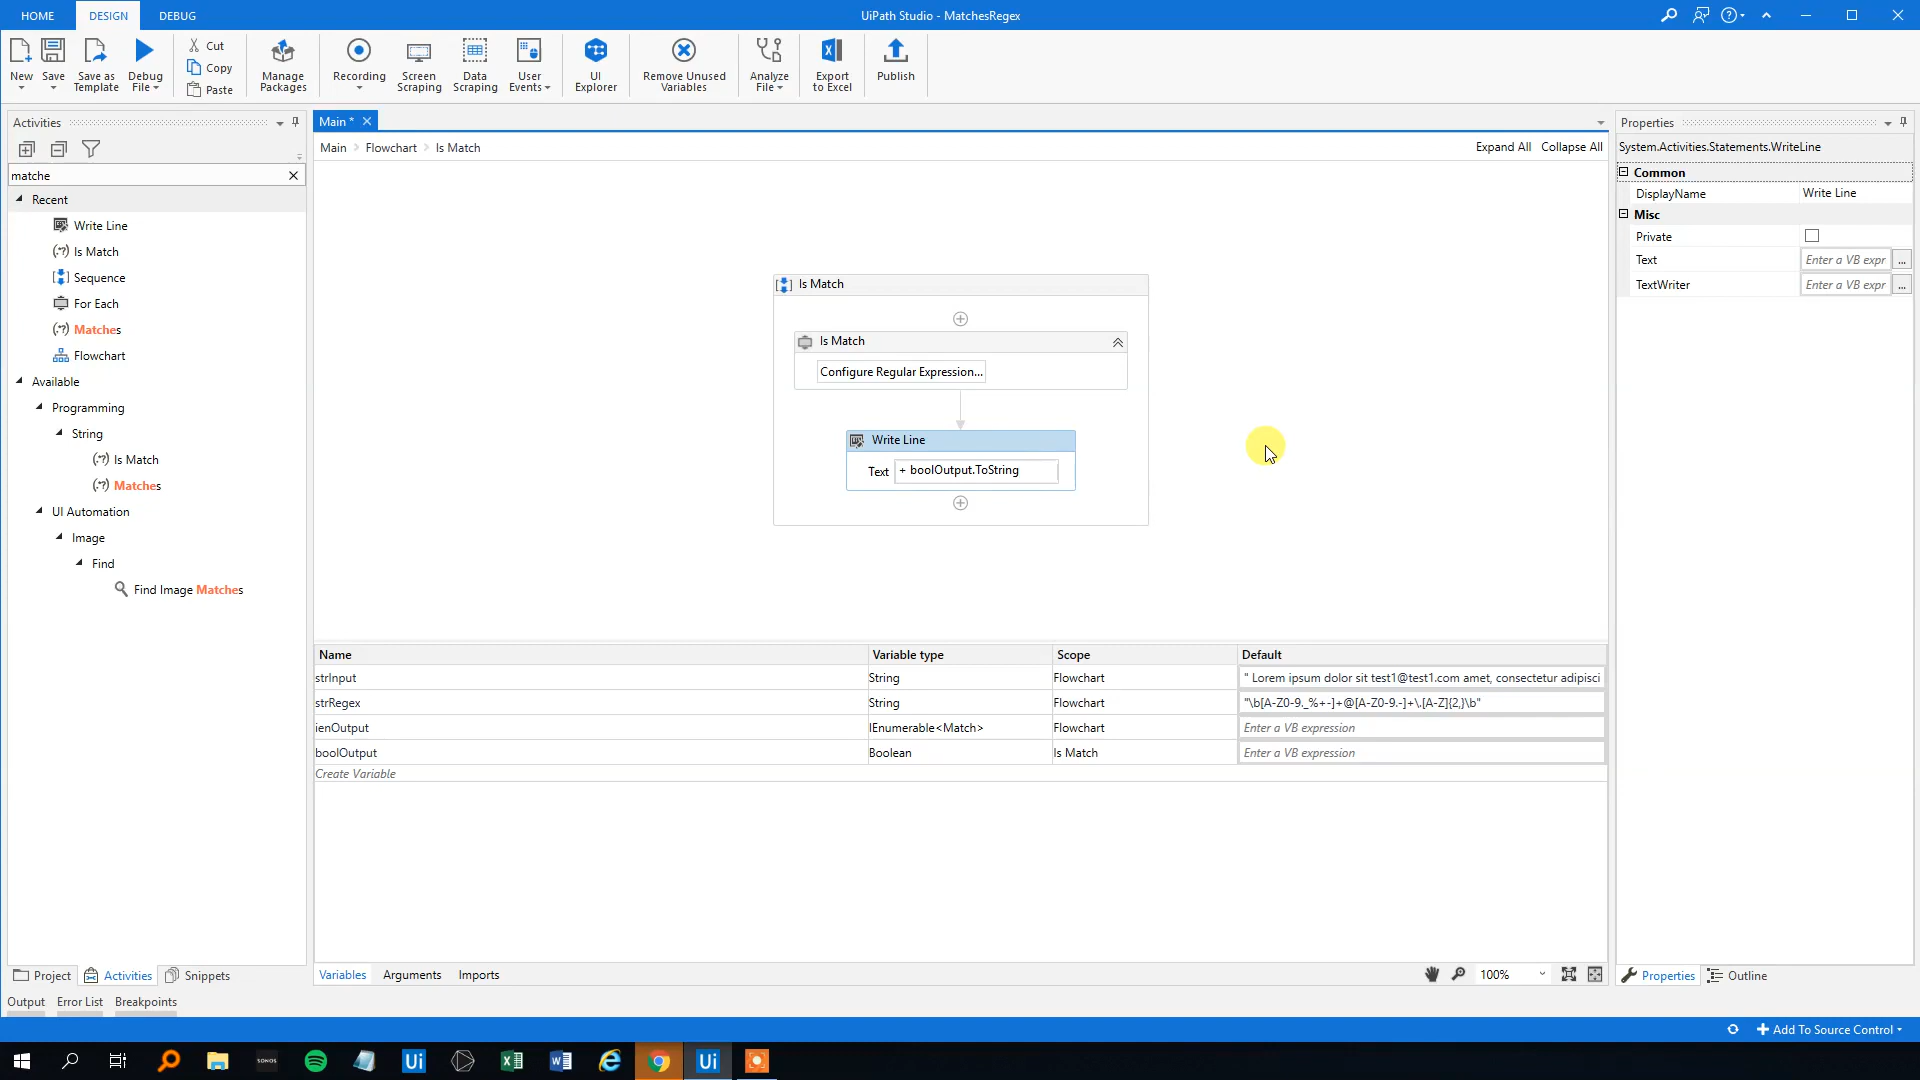 HOME DESIGN DEBUG
UiPath Studio - MatchesRegex
New Save Save as Template Debug File
Cut
Copy
Paste
Manage Packages Recording Screen Scraping Data Scraping User Events UI Explorer Remove Unused Variables Analyze File Export to Excel Publish
Activities
matche
Recent
Write Line
Is Match
Sequence
For Each
Matches
Flowchart
Available
Programming
String
Is Match
Matches
UI Automation
Image
Find
Find Image Matches
Project Activities Snippets
Main *
Main Flowchart Is Match
Expand All Collapse All
Is Match
Is Match
Configure Regular Expression...
Write Line
Text + boolOutput.ToString
Name Variable type Scope Default
strInput String Flowchart " Lorem ipsum dolor sit test1@test1.com amet, consectetur adipisci
strRegex String Flowchart "\b[A-Z0-9._%+-]+@[A-Z0-9.-]+\.[A-Z]{2,}\b"
ienOutput IEnumerable<Match> Flowchart Enter a VB expression
boolOutput Boolean Is Match Enter a VB expression
Create Variable
Variables Arguments Imports
100%
Properties
System.Activities.Statements.WriteLine
Common
DisplayName Write Line
Misc
Private
Text Enter a VB expr ...
TextWriter Enter a VB expr ...
Properties Outline
Output Error List Breakpoints
Add To Source Control
SONOS
Ui
Ui